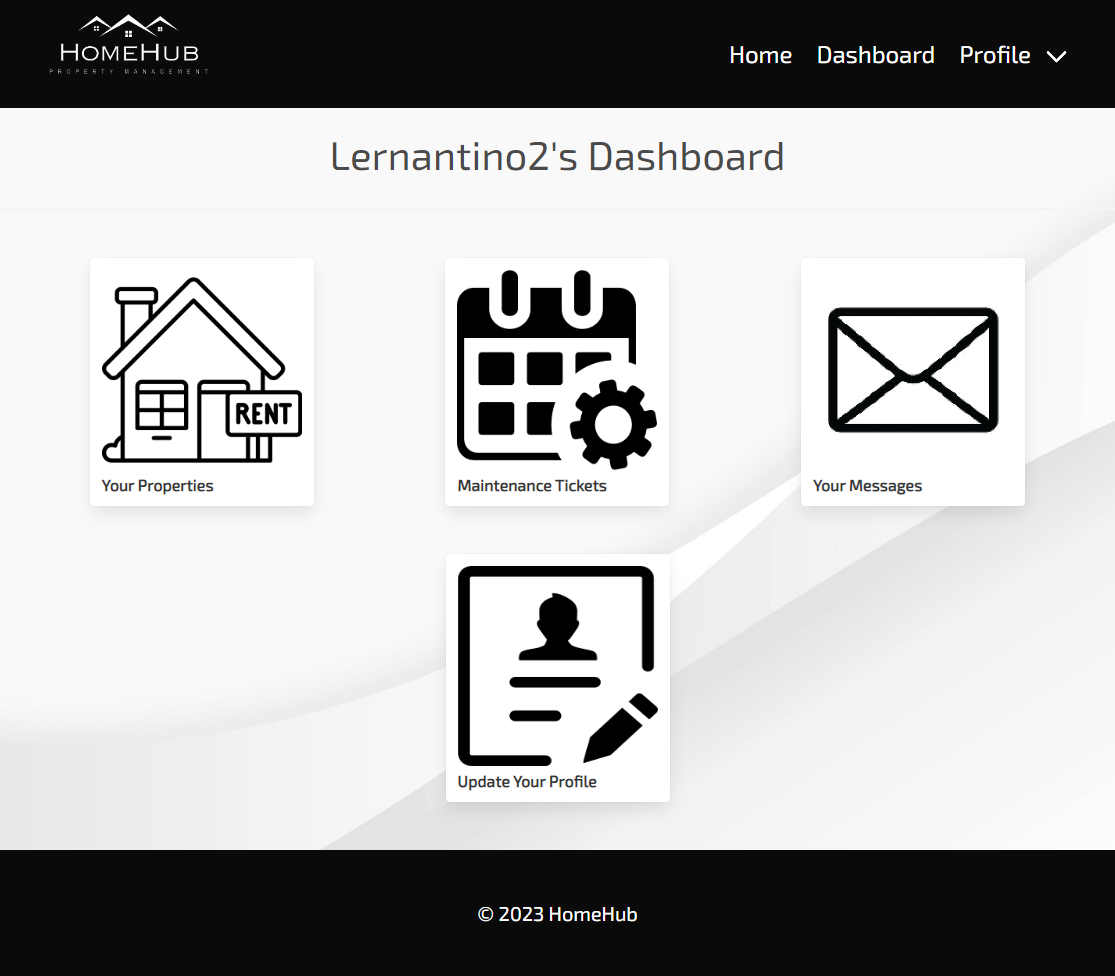 HomeHub
PROPERTY MANAGEMENT
Home Dashboard Profile
Lernantino2's Dashboard
RENT
Your Properties
Maintenance Tickets
Your Messages
Update Your Profile
© 2023 HomeHub